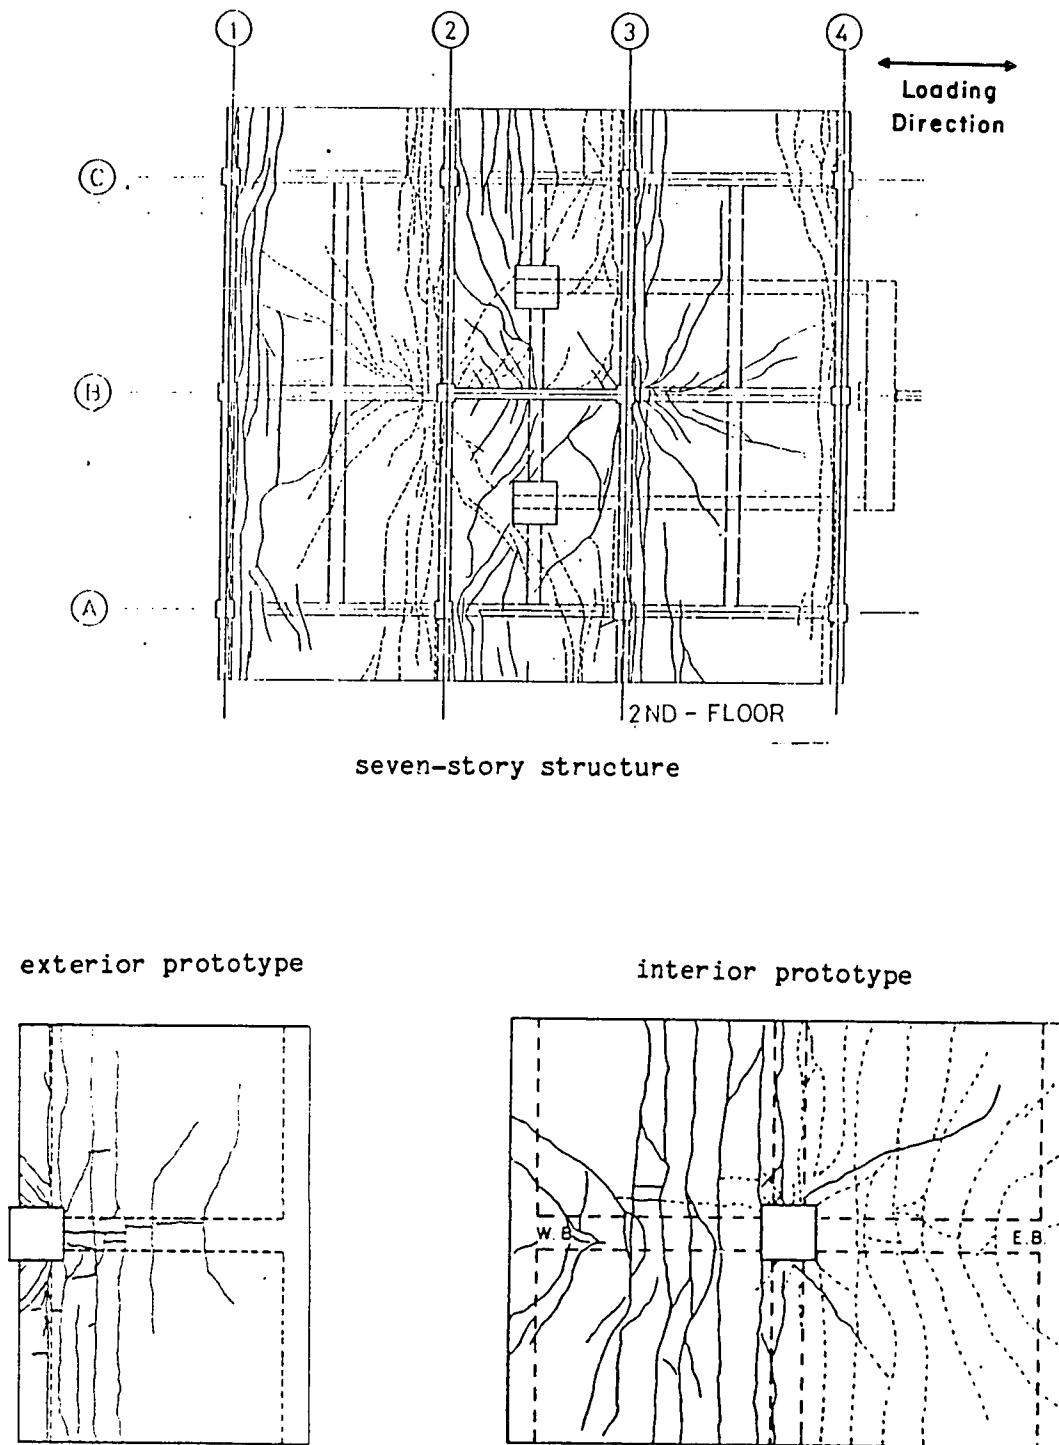 1 2 3 4
Loading
Direction
C
B
A
2ND - FLOOR
seven-story structure
exterior prototype
interior prototype
W.B.
E.B.